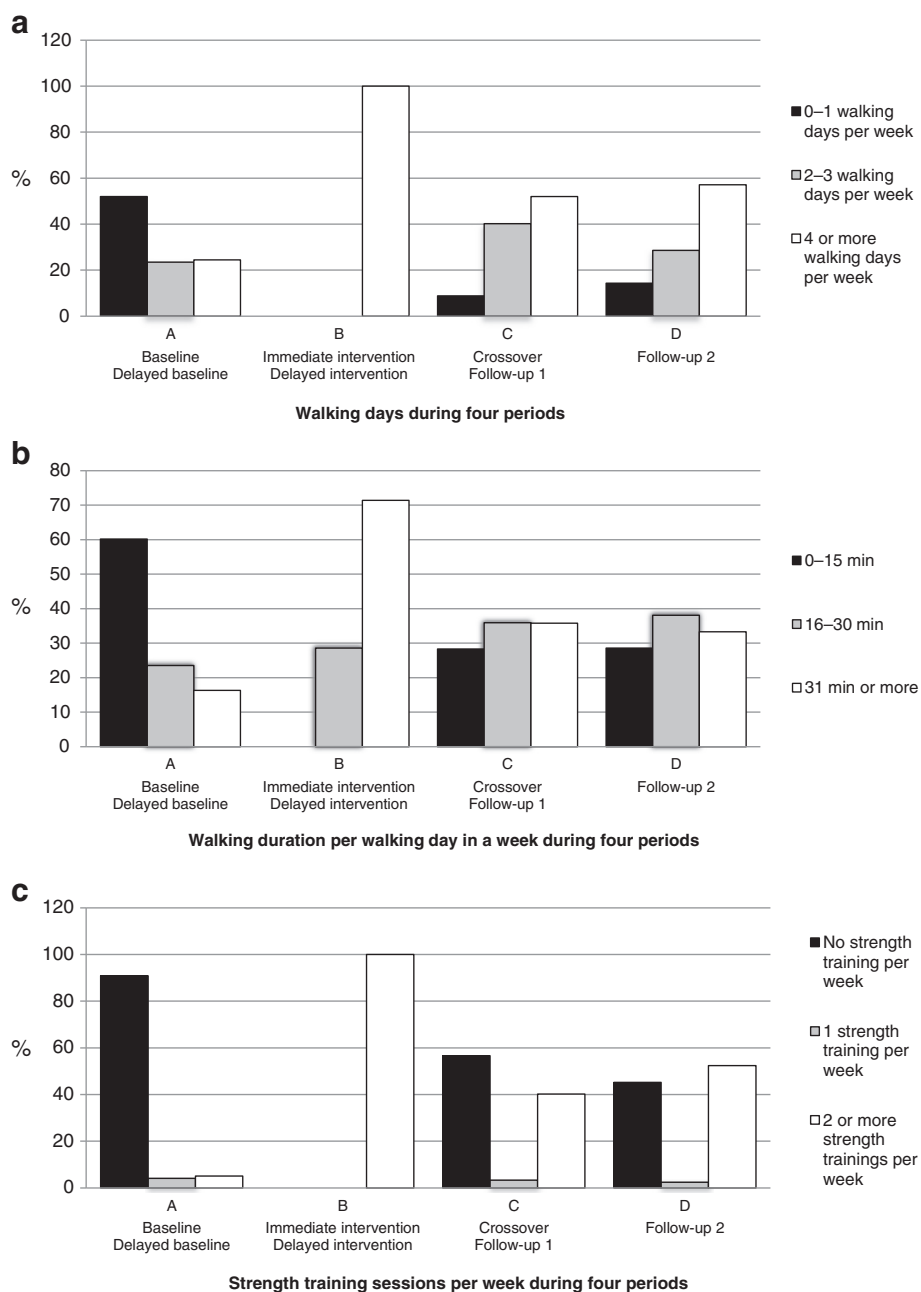 a
120
100
80
60
40
20
0
%
A
B
C
D
Baseline
Delayed baseline
Immediate intervention
Delayed intervention
Crossover
Follow-up 1
Follow-up 2
Walking days during four periods
0–1 walking
days per week
2–3 walking
days per week
4 or more
walking days
per week
b
80
70
60
50
40
30
20
10
0
%
A
B
C
D
Baseline
Delayed baseline
Immediate intervention
Delayed intervention
Crossover
Follow-up 1
Follow-up 2
Walking duration per walking day in a week during four periods
0–15 min
16–30 min
31 min or more
c
120
100
80
60
40
20
0
%
A
B
C
D
Baseline
Delayed baseline
Immediate intervention
Delayed intervention
Crossover
Follow-up 1
Follow-up 2
Strength training sessions per week during four periods
No strength
training per
week
1 strength
training per
week
2 or more
strength
trainings per
week